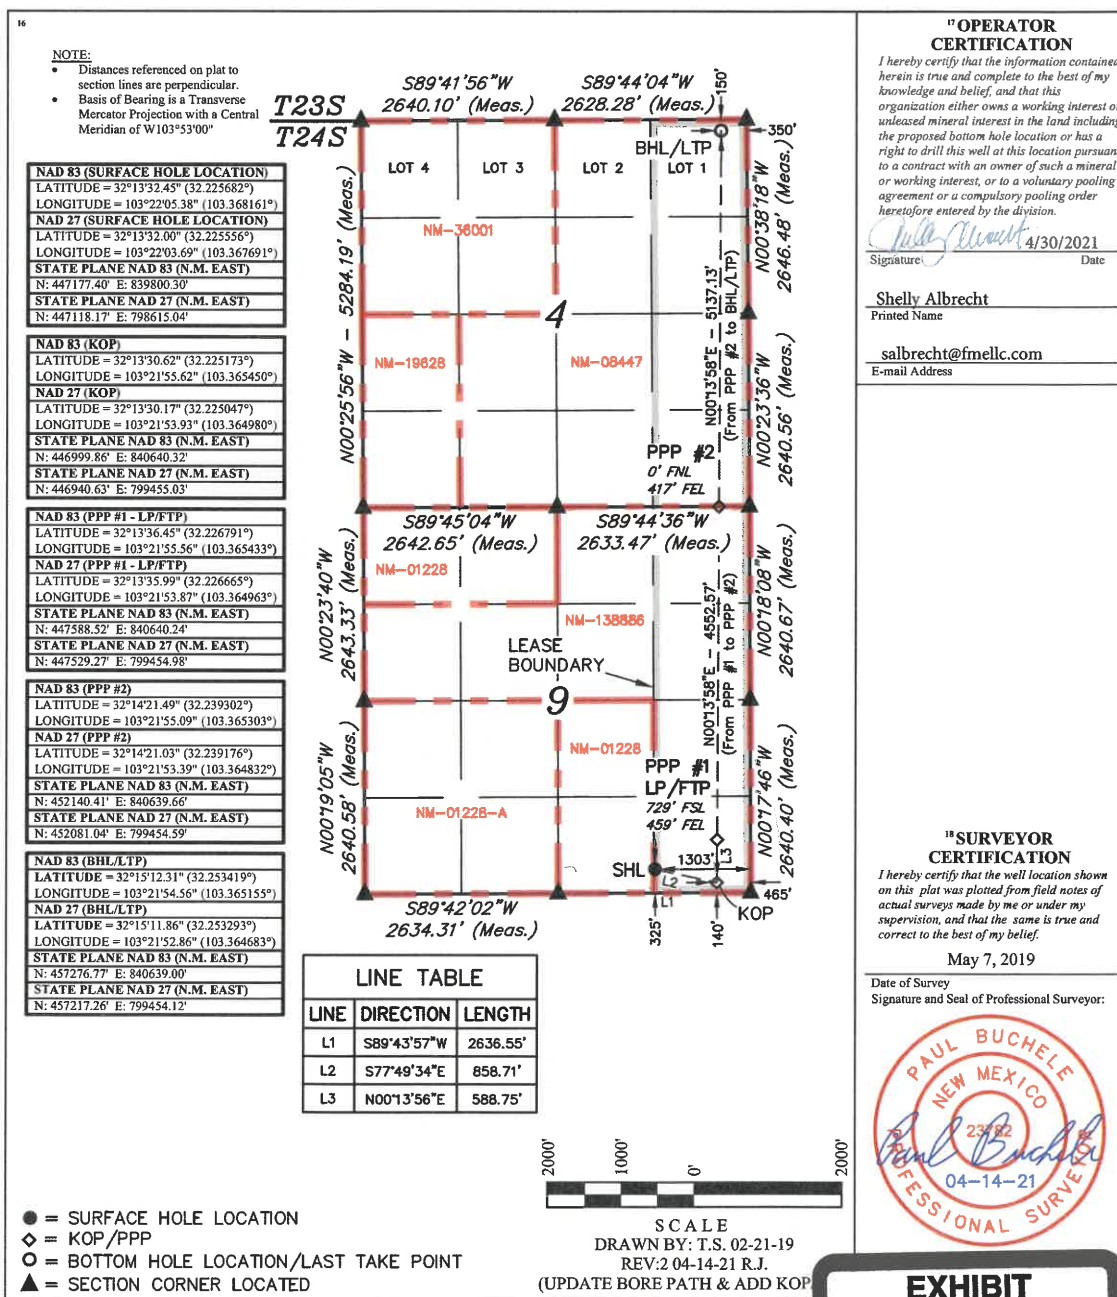 16
NOTE:
• Distances referenced on plat to
section lines are perpendicular.
• Basis of Bearing is a Transverse
Mercator Projection with a Central
Meridian of W103°53'00"
NAD 83 (SURFACE HOLE LOCATION)
LATITUDE = 32°13'32.45" (32.225682°)
LONGITUDE = 103°22'05.38" (103.368161°)
NAD 27 (SURFACE HOLE LOCATION)
LATITUDE = 32°13'32.00" (32.225556°)
LONGITUDE = 103°22'03.69" (103.367691°)
STATE PLANE NAD 83 (N.M. EAST)
N: 447177.40' E: 839800.30'
STATE PLANE NAD 27 (N.M. EAST)
N: 447118.17' E: 798615.04'
NAD 83 (KOP)
LATITUDE = 32°13'30.62" (32.225173°)
LONGITUDE = 103°21'55.62" (103.365450°)
NAD 27 (KOP)
LATITUDE = 32°13'30.17" (32.225047°)
LONGITUDE = 103°21'53.93" (103.364980°)
STATE PLANE NAD 83 (N.M. EAST)
N: 446999.86' E: 840640.32'
STATE PLANE NAD 27 (N.M. EAST)
N: 446940.63' E: 799455.03'
NAD 83 (PPP #1 - LP/FTP)
LATITUDE = 32°13'36.45" (32.226791°)
LONGITUDE = 103°21'55.56" (103.365433°)
NAD 27 (PPP #1 - LP/FTP)
LATITUDE = 32°13'35.99" (32.226665°)
LONGITUDE = 103°21'53.87" (103.364963°)
STATE PLANE NAD 83 (N.M. EAST)
N: 447588.52' E: 840640.24'
STATE PLANE NAD 27 (N.M. EAST)
N: 447529.27' E: 799454.98'
NAD 83 (PPP #2)
LATITUDE = 32°14'21.49" (32.239302°)
LONGITUDE = 103°21'55.09" (103.365303°)
NAD 27 (PPP #2)
LATITUDE = 32°14'21.03" (32.239176°)
LONGITUDE = 103°21'53.39" (103.364832°)
STATE PLANE NAD 83 (N.M. EAST)
N: 452140.41' E: 840639.66'
STATE PLANE NAD 27 (N.M. EAST)
N: 452081.04' E: 799454.59'
NAD 83 (BHL/LTP)
LATITUDE = 32°15'12.31" (32.253419°)
LONGITUDE = 103°21'54.56" (103.365155°)
NAD 27 (BHL/LTP)
LATITUDE = 32°15'11.86" (32.253293°)
LONGITUDE = 103°21'52.86" (103.364683°)
STATE PLANE NAD 83 (N.M. EAST)
N: 457276.77' E: 840639.00'
STATE PLANE NAD 27 (N.M. EAST)
N: 457217.26' E: 799454.12'
S89°41'56"W
2640.10' (Meas.)
S89°44'04"W
2628.28' (Meas.)
150'
T23S
T24S
350'
BHL/LTP
LOT 4
LOT 3
LOT 2
LOT 1
NM-36001
N00°38'18"W
2646.48' (Meas.)
N00°25'56"W – 5284.19' (Meas.)
4
NM-19628
NM-08447
N00°13'58"E – 5137.13'
(From PPP #2 to BHL/LTP)
N00°23'36"W
2640.56' (Meas.)
PPP #2
0' FNL
417' FEL
S89°45'04"W
2642.65' (Meas.)
S89°44'36"W
2633.47' (Meas.)
N00°23'40"W
2643.33' (Meas.)
NM-01228
NM-138886
N00°13'58"E – 4552.57'
(From PPP #1 to PPP #2)
N00°18'08"W
2640.67' (Meas.)
LEASE
BOUNDARY
9
NM-01228
N00°19'05"W
2640.58' (Meas.)
NM-01228-A
PPP #1
LP/FTP
729' FSL
459' FEL
N00°17'46"W
2640.40' (Meas.)
SHL
1303'
L3
L2
L1
465'
KOP
325'
140'
S89°42'02"W
2634.31' (Meas.)
LINE TABLE
LINE DIRECTION LENGTH
L1 S89°43'57"W 2636.55'
L2 S77°49'34"E 858.71'
L3 N00°13'56"E 588.75'
● = SURFACE HOLE LOCATION
◇ = KOP/PPP
O = BOTTOM HOLE LOCATION/LAST TAKE POINT
▲ = SECTION CORNER LOCATED
2000' 1000' 0' 2000'
SCALE
DRAWN BY: T.S. 02-21-19
REV:2 04-14-21 R.J.
(UPDATE BORE PATH & ADD KOP
17 OPERATOR
CERTIFICATION
I hereby certify that the information contained
herein is true and complete to the best of my
knowledge and belief, and that this
organization either owns a working interest or
unleased mineral interest in the land including
the proposed bottom hole location or has a
right to drill this well at this location pursuant
to a contract with an owner of such a mineral
or working interest, or to a voluntary pooling
agreement or a compulsory pooling order
heretofore entered by the division.
4/30/2021
Signature Date
Shelly Albrecht
Printed Name
salbrecht@fmellc.com
E-mail Address
18 SURVEYOR
CERTIFICATION
I hereby certify that the well location shown
on this plat was plotted from field notes of
actual surveys made by me or under my
supervision, and that the same is true and
correct to the best of my belief.
May 7, 2019
Date of Survey
Signature and Seal of Professional Surveyor:
PAUL BUCHELE
NEW MEXICO
23782
Paul Buchele
04-14-21
PROFESSIONAL SURVEYOR
EXHIBIT